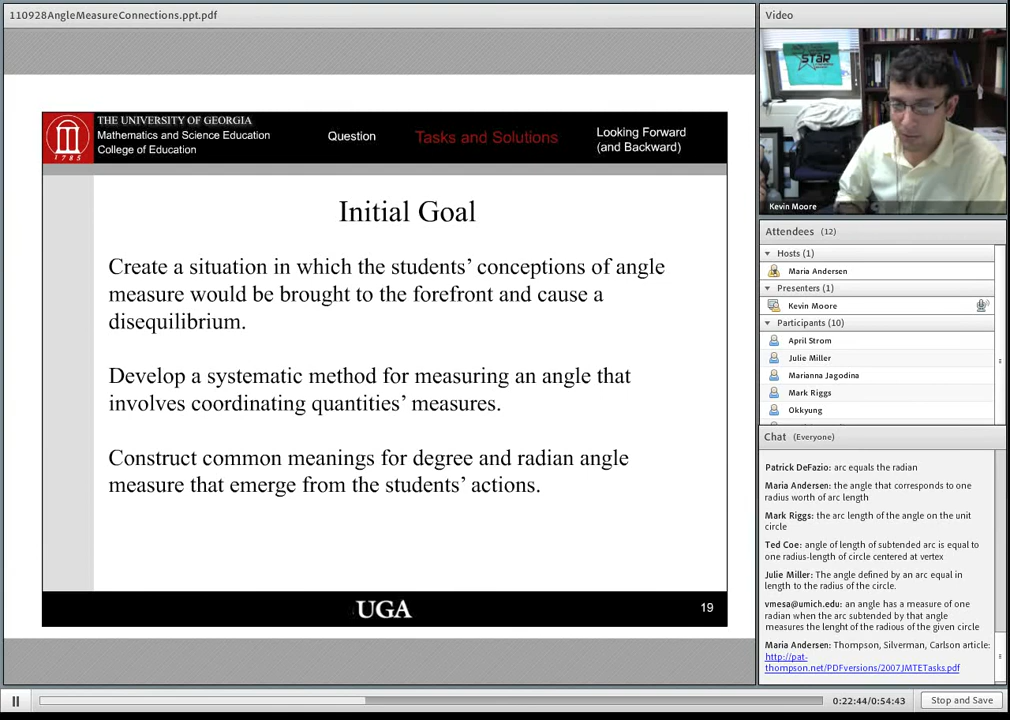 110928AngleMeasureConnections.ppt.pdf
THE UNIVERSITY OF GEORGIA
Mathematics and Science Education
College of Education
Question
Tasks and Solutions
Looking Forward
(and Backward)
1785
Initial Goal
Create a situation in which the students' conceptions of angle
measure would be brought to the forefront and cause a
disequilibrium.
Develop a systematic method for measuring an angle that
involves coordinating quantities' measures.
Construct common meanings for degree and radian angle
measure that emerge from the students' actions.
UGA
19
Video
STaR
Kevin Moore
Attendees (12)
Hosts (1)
Maria Andersen
Presenters (1)
Kevin Moore
Participants (10)
April Strom
Julie Miller
Marianna Jagodina
Mark Riggs
Okkyung
Chat (Everyone)
Patrick DeFazio: arc equals the radian
Maria Andersen: the angle that corresponds to one
radius worth of arc length
Mark Riggs: the arc length of the angle on the unit
circle
Ted Coe: angle of length of subtended arc is equal to
one radius-length of circle centered at vertex
Julie Miller: The angle defined by an arc equal in
length to the radius of the circle.
vmesa@umich.edu: an angle has a measure of one
radian when the arc subtended by that angle
measures the lenght of the radious of the given circle
Maria Andersen: Thompson, Silverman, Carlson article:
http://pat-
thompson.net/PDFversions/2007JMTETasks.pdf
0:22:44/0:54:43
Stop and Save